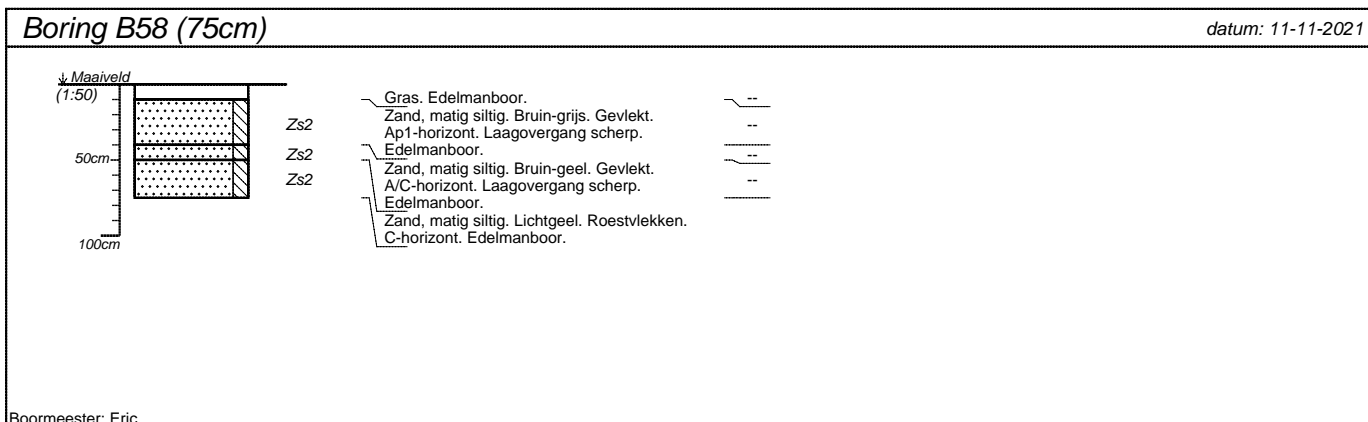 Boring B58 (75cm)
datum: 11-11-2021
Maaiveld
(1:50)
50cm
100cm
Zs2
Zs2
Zs2
Gras. Edelmanboor.
Zand, matig siltig. Bruin-grijs. Gevlekt.
Ap1-horizont. Laagovergang scherp.
Edelmanboor.
Zand, matig siltig. Bruin-geel. Gevlekt.
A/C-horizont. Laagovergang scherp.
Edelmanboor.
Zand, matig siltig. Lichtgeel. Roestvlekken.
C-horizont. Edelmanboor.
--
--
--
--
Boormeester: Eric